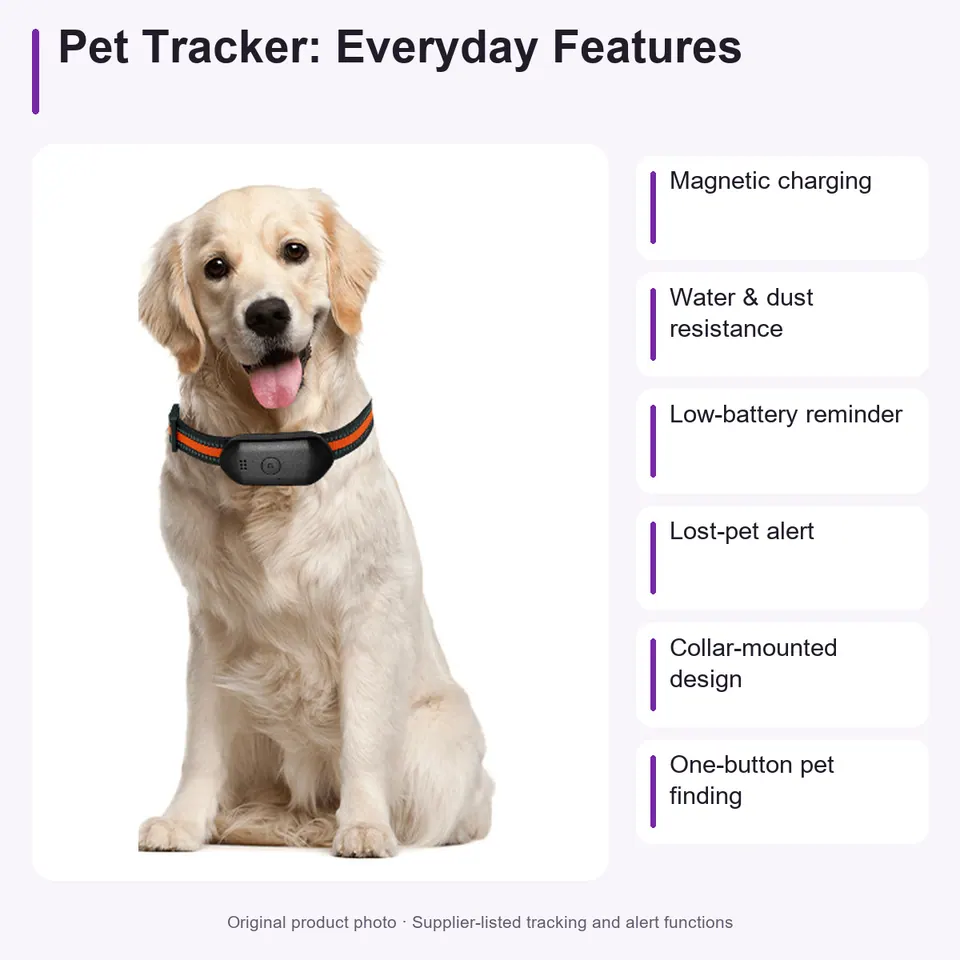 Pet Tracker: Everyday Features
Magnetic charging
Water & dust
resistance
Low-battery reminder
Lost-pet alert
Collar-mounted
design
One-button pet
finding
Original product photo · Supplier-listed tracking and alert functions